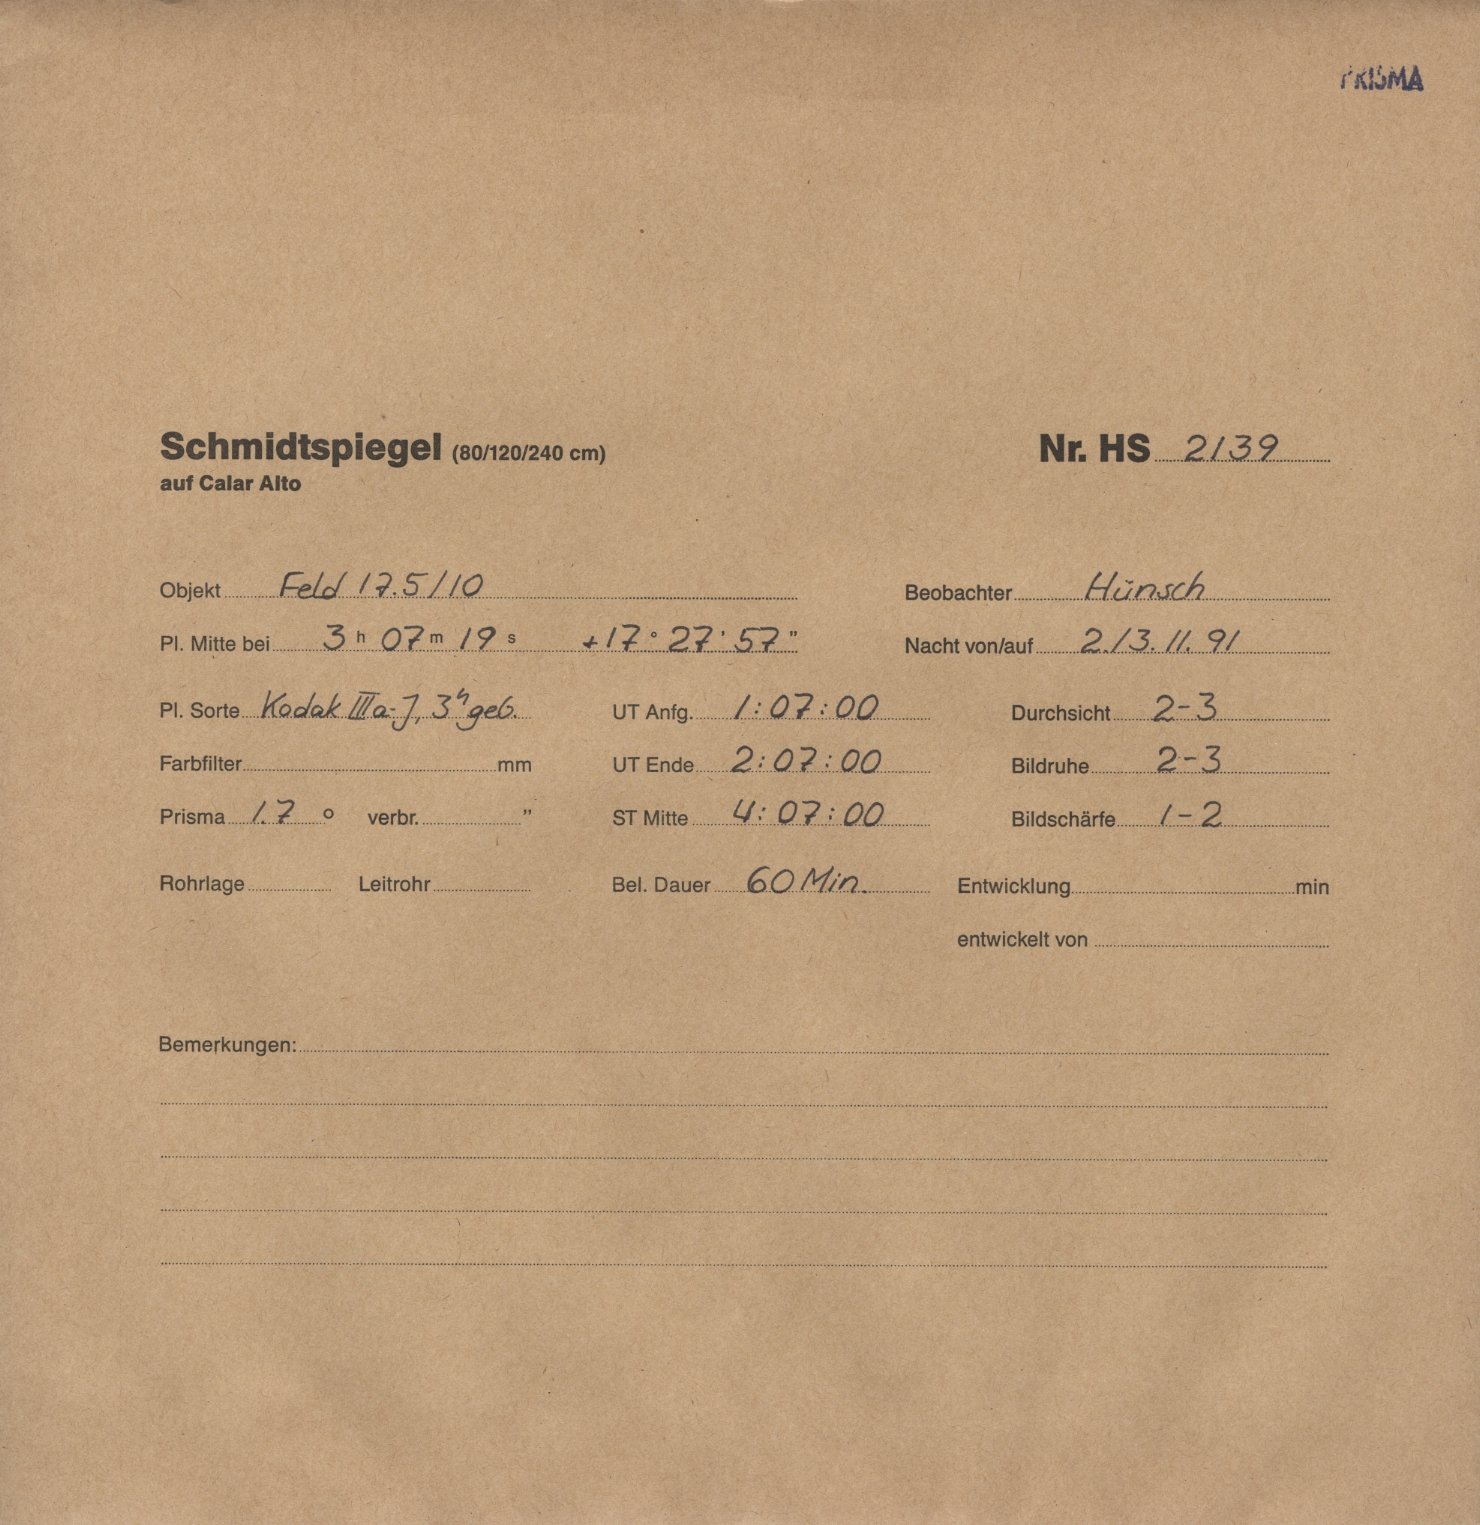 PRISMA
Schmidtspiegel (80/120/240 cm) Nr. HS 2139
auf Calar Alto
Objekt Feld 17.5/10 Beobachter Hünsch
Pl. Mitte bei 3 h 07 m 19 s +17 ° 27 ' 57 " Nacht von/auf 2./3. 11. 91
Pl. Sorte Kodak IIIa-J, 3h geb. UT Anfg. 1:07:00 Durchsicht 2-3
Farbfilter mm UT Ende 2:07:00 Bildruhe 2-3
Prisma 1.7 ° verbr. " ST Mitte 4:07:00 Bildschärfe 1-2
Rohrlage Leitrohr Bel. Dauer 60 Min. Entwicklung min
entwickelt von
Bemerkungen: